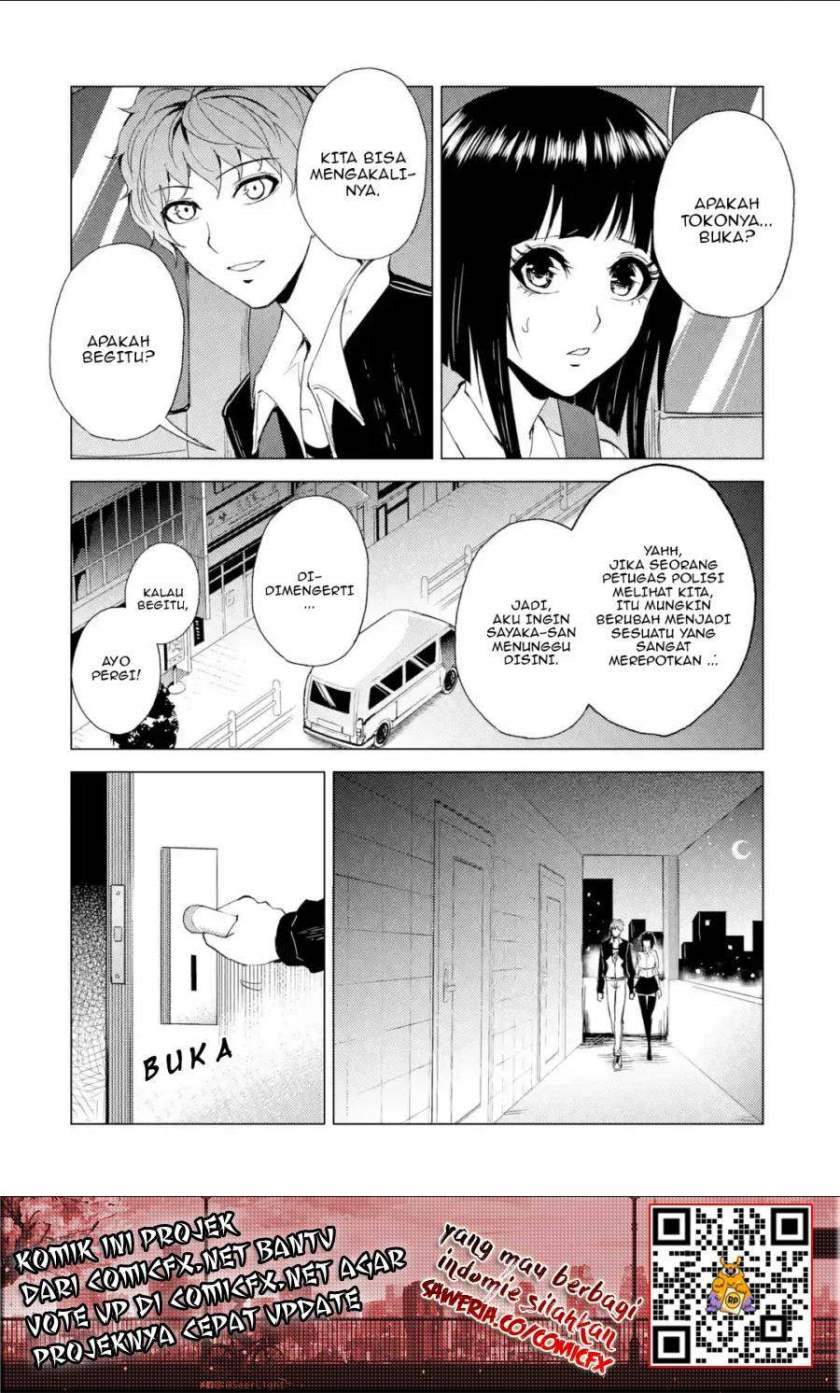 APAKAH
TOKONYA...
BUKA?
KITA BISA
MENGAKALI-
NYA.
APAKAH
BEGITU?
YAHH,
JIKA SEORANG
PETUGAS POLISI
MELIHAT KITA,
ITU MUNGKIN
BERUBAH MENJADI
SESUATU YANG
SANGAT
MEREPOTKAN ...
JADI,
AKU INGIN
SAYAKA-SAN
MENUNGGU
DISINI.
DI-
DIMENGERTI
...
KALAU
BEGITU,
AYO
PERGI!
BUKA
KOMIK INI PROJEK
DARI COMICFX.NET BANTU
VOTE VP DI COMICFX.NET AGAR
PROJEKNYA CEPAT UPDATE
yang mau berbagi
indomie silahkan
SAWERIA.CO/COMICFX
RP